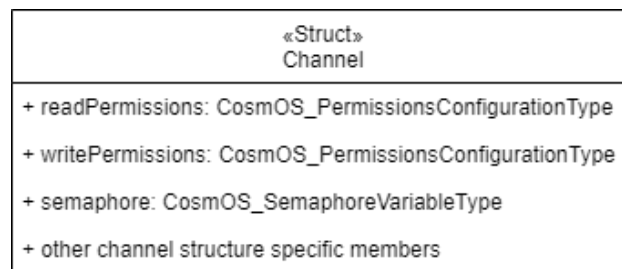 «Struct»
Channel
+ readPermissions: CosmOS_PermissionsConfigurationType
+ writePermissions: CosmOS_PermissionsConfigurationType
+ semaphore: CosmOS_SemaphoreVariableType
+ other channel structure specific members